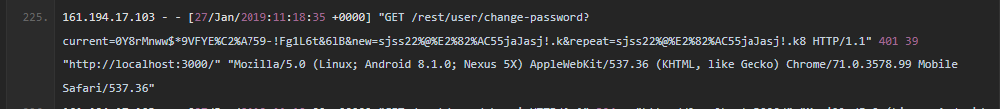 225. 161.194.17.103 - - [27/Jan/2019:11:18:35 +0000] "GET /rest/user/change-password?
current=0Y8rMnww$*9VFYE%C2%A759-!Fg1L6t&6lB&new=sjss22%@%E2%82%AC55jaJasj!.k&repeat=sjss22%@%E2%82%AC55jaJasj!.k8 HTTP/1.1" 401 39
"http://localhost:3000/" "Mozilla/5.0 (Linux; Android 8.1.0; Nexus 5X) AppleWebKit/537.36 (KHTML, like Gecko) Chrome/71.0.3578.99 Mobile
Safari/537.36"